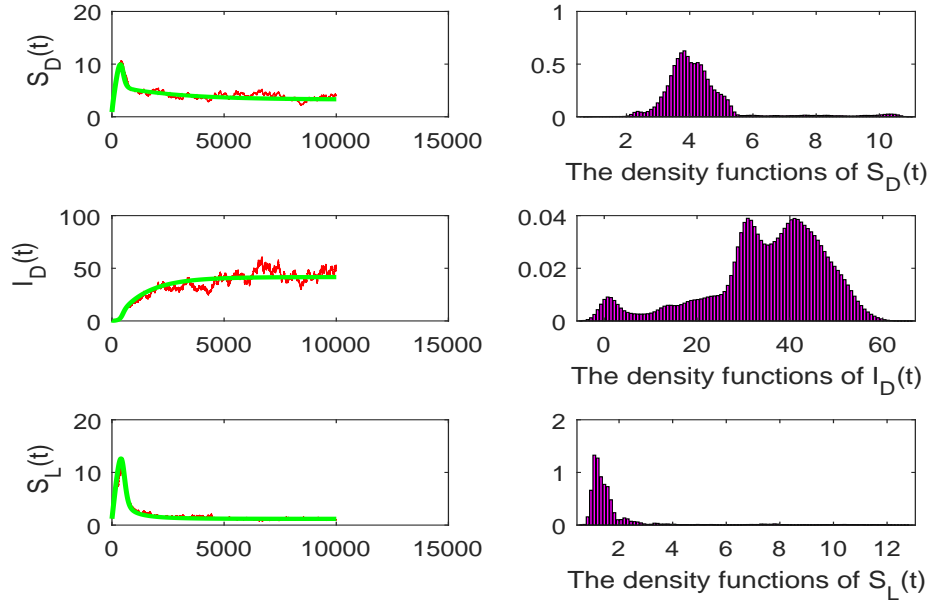 20
10
0
S_D(t)
0 5000 10000 15000
1
0.5
0
2 4 6 8 10
The density functions of S_D(t)
100
50
0
I_D(t)
0 5000 10000 15000
0.04
0.02
0
0 20 40 60
The density functions of I_D(t)
20
10
0
S_L(t)
0 5000 10000 15000
2
1
0
2 4 6 8 10 12
The density functions of S_L(t)